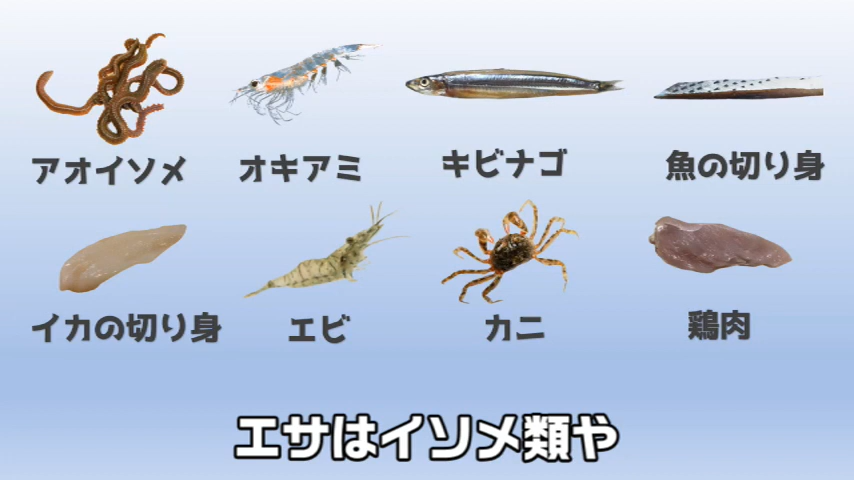 アオイソメ
オキアミ
キビナゴ
魚の切り身
イカの切り身
エビ
カニ
鶏肉
エサはイソメ類や